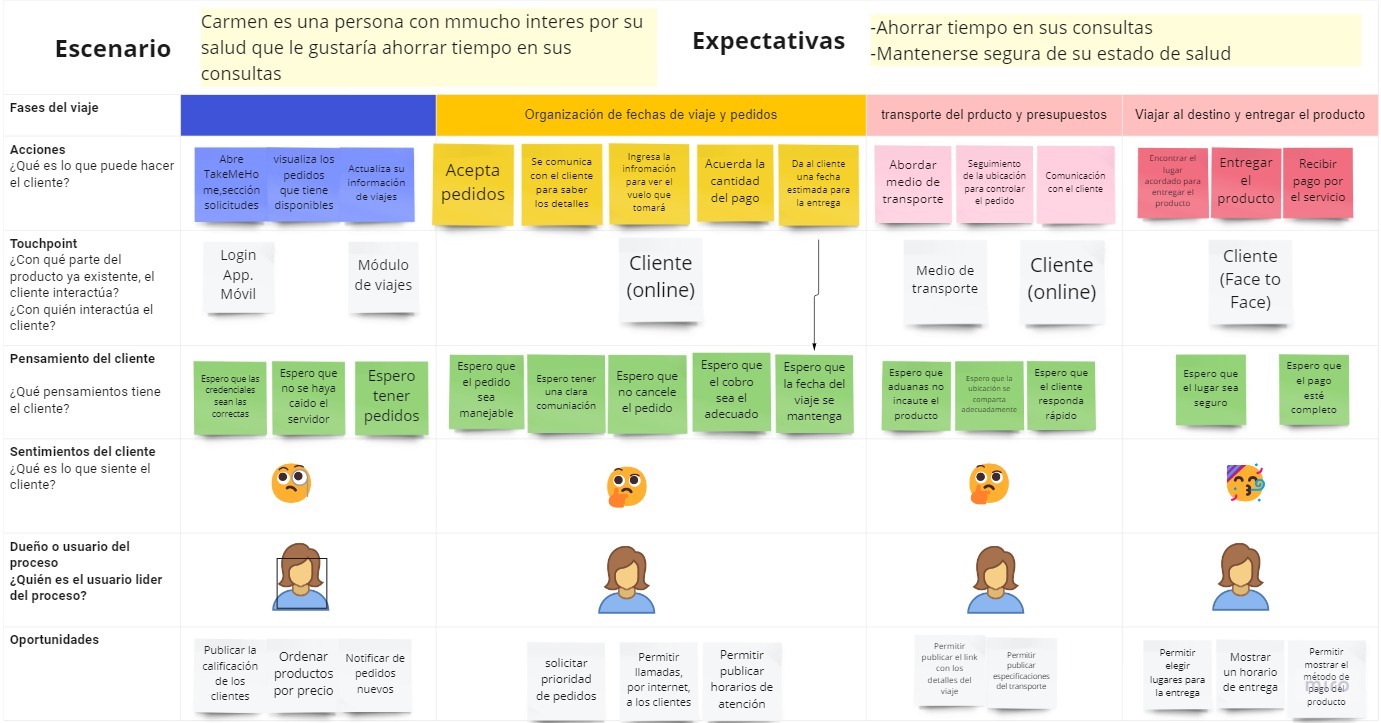 Escenario
Carmen es una persona con mmucho interes por su
salud que le gustaría ahorrar tiempo en sus
consultas
Expectativas
-Ahorrar tiempo en sus consultas
-Mantenerse segura de su estado de salud
Fases del viaje
Organización de fechas de viaje y pedidos
transporte del prducto y presupuestos
Viajar al destino y entregar el producto
Acciones
¿Qué es lo que puede hacer
el cliente?
Abre
TakeMeHo
me,sección
solicitudes
visualiza los
pedidos
que tiene
disponibles
Actualiza su
información
de viajes
Acepta
pedidos
Se comunica
con el cliente
para saber
los detalles
Ingresa la
infromación
para ver el
vuelo que
tomará
Acuerda la
cantidad
del pago
Da al cliente
una fecha
estimada para
la entrega
Abordar
medio de
transporte
Seguimiento
de la ubicación
para controlar
el pedido
Comunicación
con el cliente
Encontrar el
lugar
acordado para
entregar el
producto
Entregar
el
producto
Recibir
pago por
el servicio
Touchpoint
¿Con qué parte del
producto ya existente, el
cliente interactúa?
¿Con quién interactúa el
cliente?
Login
App.
Móvil
Módulo
de viajes
Cliente
(online)
Medio de
transporte
Cliente
(online)
Cliente
(Face to
Face)
Pensamiento del cliente
¿Qué pensamientos tiene
el cliente?
Espero que las
credenciales
sean las
correctas
Espero que
no se haya
caido el
servidor
Espero
tener
pedidos
Espero que
el pedido
sea
manejable
Espero tener
una clara
comuniación
Espero que
no cancele
el pedido
Espero que
el cobro
sea el
adecuado
Espero que
la fecha del
viaje se
mantenga
Espero que
aduanas no
incaute el
producto
Espero que la
ubicación se
comparta
adecuadamente
Espero que
el cliente
responda
rápido
Espero que
el lugar sea
seguro
Espero que
el pago
esté
completo
Sentimientos del cliente
¿Qué es lo que siente el
cliente?
Dueño o usuario del
proceso
¿Quién es el usuario lider
del proceso?
Oportunidades
Publicar la
calificación
de los
clientes
Ordenar
productos
por precio
Notificar de
pedidos
nuevos
solicitar
prioridad
de pedidos
Permitir
llamadas,
por internet,
a los clientes
Permitir
publicar
horarios de
atención
Permitir
publicar el link
con los
detalles del
viaje
Permitir
publicar
especificaciones
del transporte
Permitir
elegir
lugares para
la entrega
Mostrar
un horario
de entrega
Permitir
mostrar el
método de
pago del
producto
miro